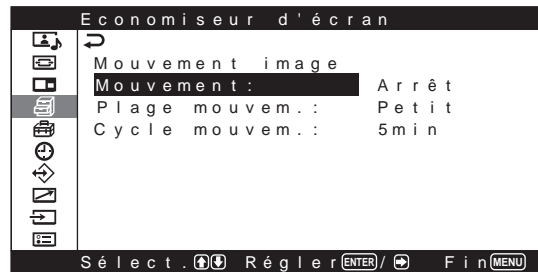 Economiseur d'écran
Mouvement image
Mouvement: Arrêt
Plage mouvem.: Petit
Cycle mouvem.: 5min
Sélect. Régler ENTER / Fin MENU